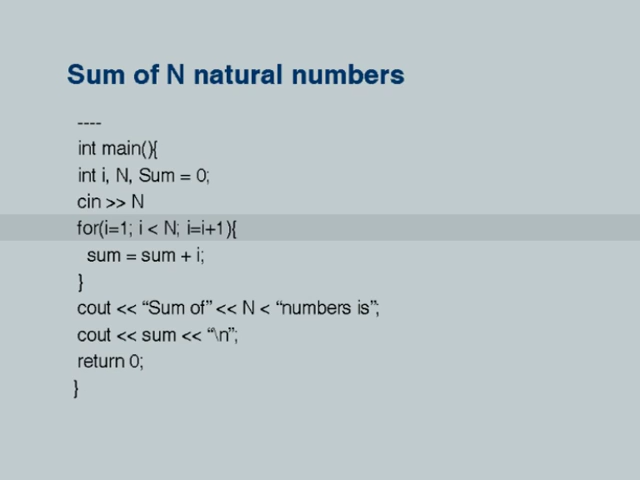 Sum of N natural numbers
----
int main(){
int i, N, Sum = 0;
cin >> N
for(i=1; i < N; i=i+1){
sum = sum + i;
}
cout << “Sum of” << N < “numbers is”;
cout << sum << “\n”;
return 0;
}